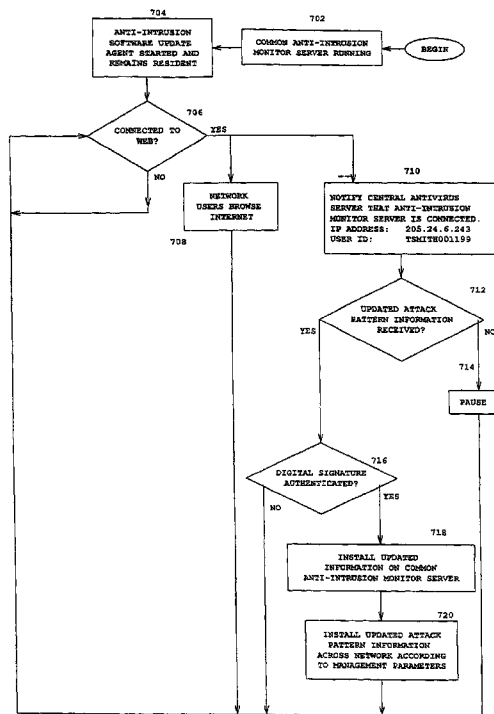 704
ANTI-INTRUSION
SOFTWARE UPDATE
AGENT STARTED AND
REMAINS RESIDENT
702
COMMON ANTI-INTRUSION
MONITOR SERVER RUNNING
BEGIN
706
CONNECTED TO
WEB?
YES
NO
NETWORK
USERS BROWSE
INTERNET
708
710
NOTIFY CENTRAL ANTIVIRUS
SERVER THAT ANTI-INTRUSION
MONITOR SERVER IS CONNECTED.
IP ADDRESS: 205.24.6.243
USER ID: TSMITH001199
712
UPDATED ATTACK
PATTERN INFORMATION
RECEIVED?
YES
NO
714
PAUSE
716
DIGITAL SIGNATURE
AUTHENTICATED?
NO
YES
718
INSTALL UPDATED
INFORMATION ON COMMON
ANTI-INTRUSION MONITOR SERVER
720
INSTALL UPDATED ATTACK
PATTERN INFORMATION
ACROSS NETWORK ACCORDING
TO MANAGEMENT PARAMETERS